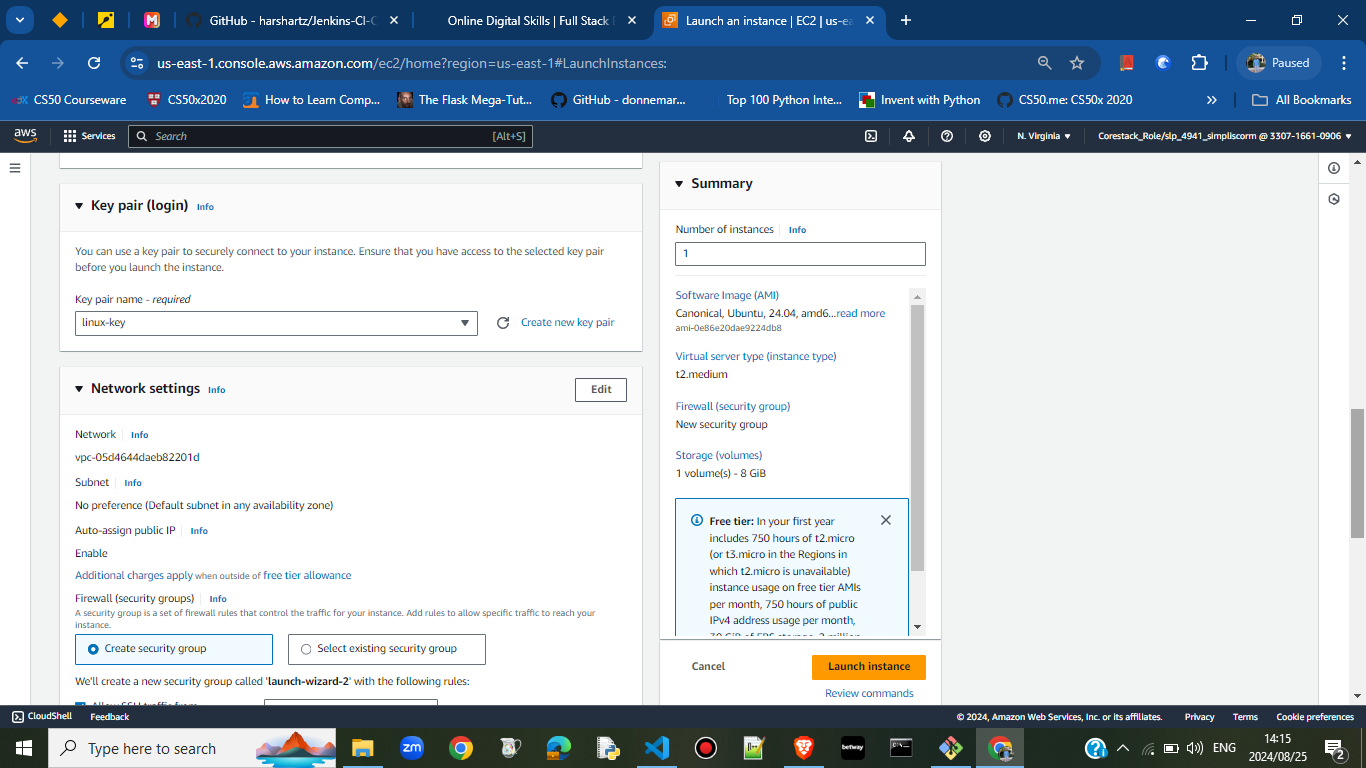 GitHub - harshartz/Jenkins-CI-C
Online Digital Skills | Full Stack
Launch an instance | EC2 | us-ea
us-east-1.console.aws.amazon.com/ec2/home?region=us-east-1#LaunchInstances:
Paused
CS50 Courseware
CS50x2020
How to Learn Comp...
The Flask Mega-Tut...
GitHub - donnemar...
Top 100 Python Inte...
Invent with Python
CS50.me: CS50x 2020
All Bookmarks
aws
Services
Search
[Alt+S]
N. Virginia
Corestack_Role/slp_4941_simpliscorm @ 3307-1661-0906
Key pair (login) Info
You can use a key pair to securely connect to your instance. Ensure that you have access to the selected key pair
before you launch the instance.
Key pair name - required
linux-key
Create new key pair
Network settings Info
Edit
Network Info
vpc-05d4644daeb82201d
Subnet Info
No preference (Default subnet in any availability zone)
Auto-assign public IP Info
Enable
Additional charges apply when outside of free tier allowance
Firewall (security groups) Info
A security group is a set of firewall rules that control the traffic for your instance. Add rules to allow specific traffic to reach your
instance.
Create security group
Select existing security group
We'll create a new security group called 'launch-wizard-2' with the following rules:
Allow SSH traffic from
Summary
Number of instances Info
1
Software Image (AMI)
Canonical, Ubuntu, 24.04, amd6...read more
ami-0e86e20dae9224db8
Virtual server type (instance type)
t2.medium
Firewall (security group)
New security group
Storage (volumes)
1 volume(s) - 8 GiB
Free tier: In your first year
includes 750 hours of t2.micro
(or t3.micro in the Regions in
which t2.micro is unavailable)
instance usage on free tier AMIs
per month, 750 hours of public
IPv4 address usage per month,
30 GiB of EBS storage, 2 million
Cancel
Launch instance
Review commands
CloudShell
Feedback
© 2024, Amazon Web Services, Inc. or its affiliates.
Privacy
Terms
Cookie preferences
Type here to search
zm
betway
ENG
14:15
2024/08/25
2